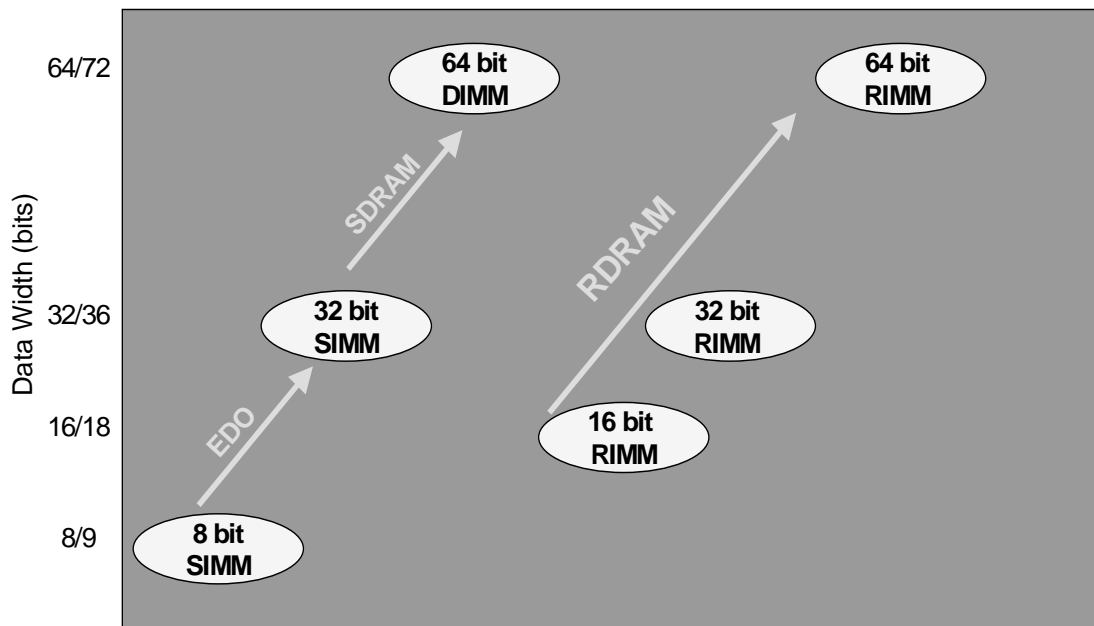 64/72
64 bit
DIMM
64 bit
RIMM
SDRAM
RDRAM
Data Width (bits)
32/36
32 bit
SIMM
32 bit
RIMM
EDO
16/18
16 bit
RIMM
8/9
8 bit
SIMM